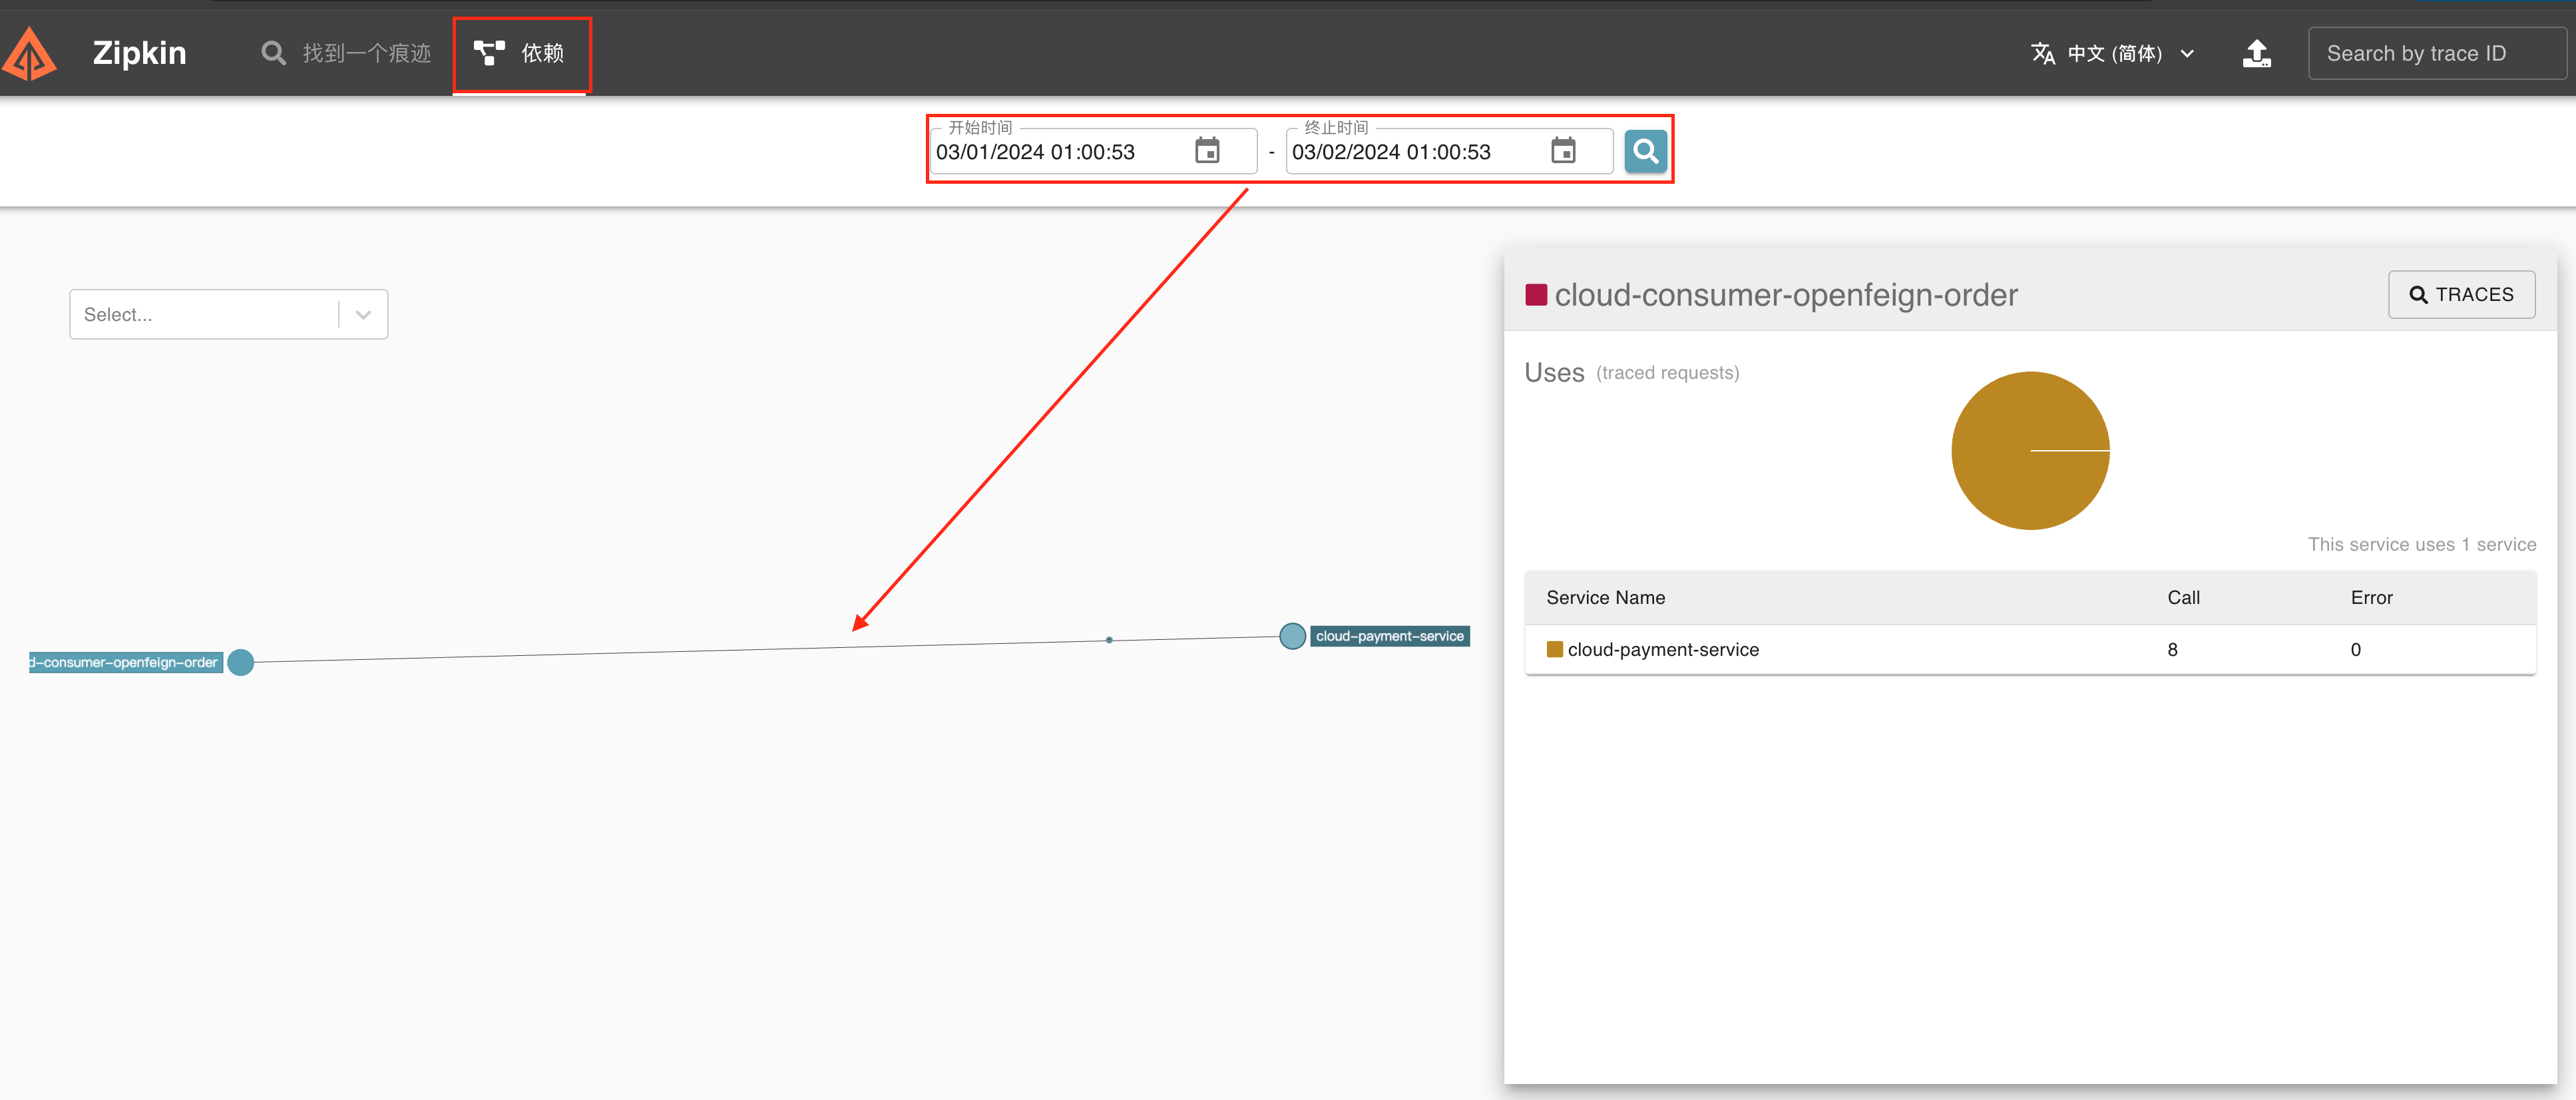 Zipkin
找到一个痕迹
依赖
中文 (简体)
Search by trace ID
开始时间
03/01/2024 01:00:53
-
终止时间
03/02/2024 01:00:53
Select...
cloud-consumer-openfeign-order
TRACES
Uses (traced requests)
This service uses 1 service
Service Name Call Error
cloud-payment-service 8 0
d-consumer-openfeign-order
cloud-payment-service